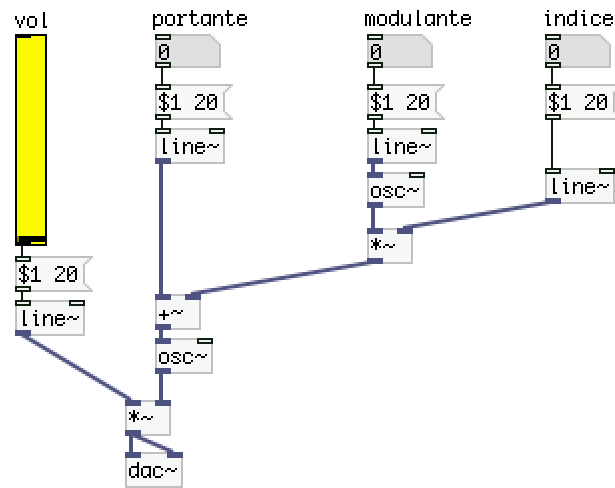 vol
portante
modulante
indice
0
0
0
$1 20
$1 20
$1 20
line~
line~
osc~
line~
*~
$1 20
line~
+~
osc~
*~
dac~